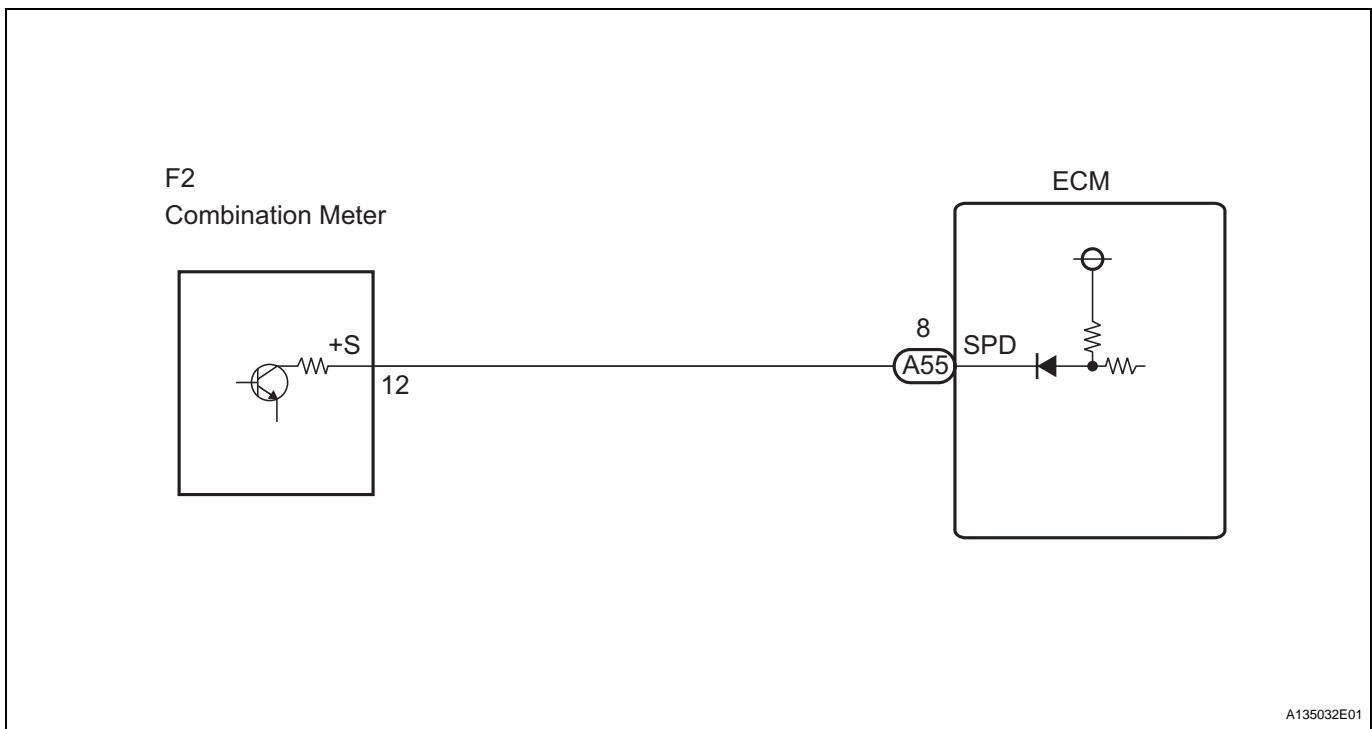 F2
Combination Meter
+S
12
ECM
8
A55
SPD
A135032E01